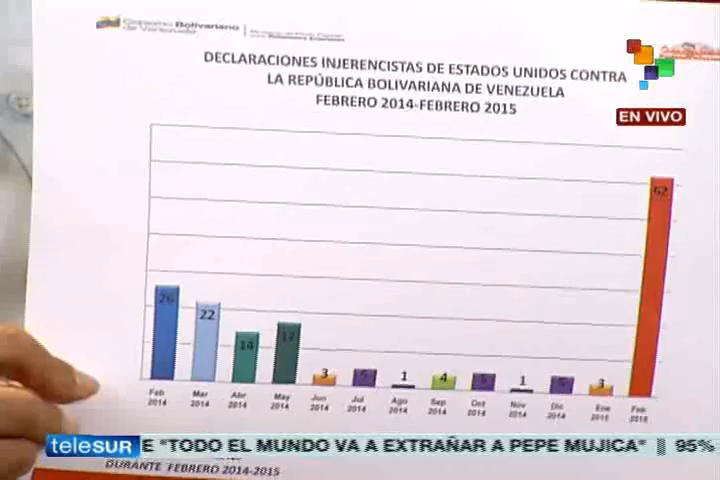 Gobierno Bolivariano
de Venezuela
DECLARACIONES INJERENCISTAS DE ESTADOS UNIDOS CONTRA
LA REPÚBLICA BOLIVARIANA DE VENEZUELA
FEBRERO 2014-FEBRERO 2015
EN VIVO
62
26
22
14
17
3
5
1
4
5
1
5
3
Feb Mar Abr May Jun Jul Ago Sep Oct Nov Dic Ene Feb
2014 2014 2014 2014 2014 2014 2014 2014 2014 2014 2014 2015 2015
teleSUR E "TODO EL MUNDO VA A EXTRAÑAR A PEPE MUJICA" || 95%
DURANTE FEBRERO 2014-2015